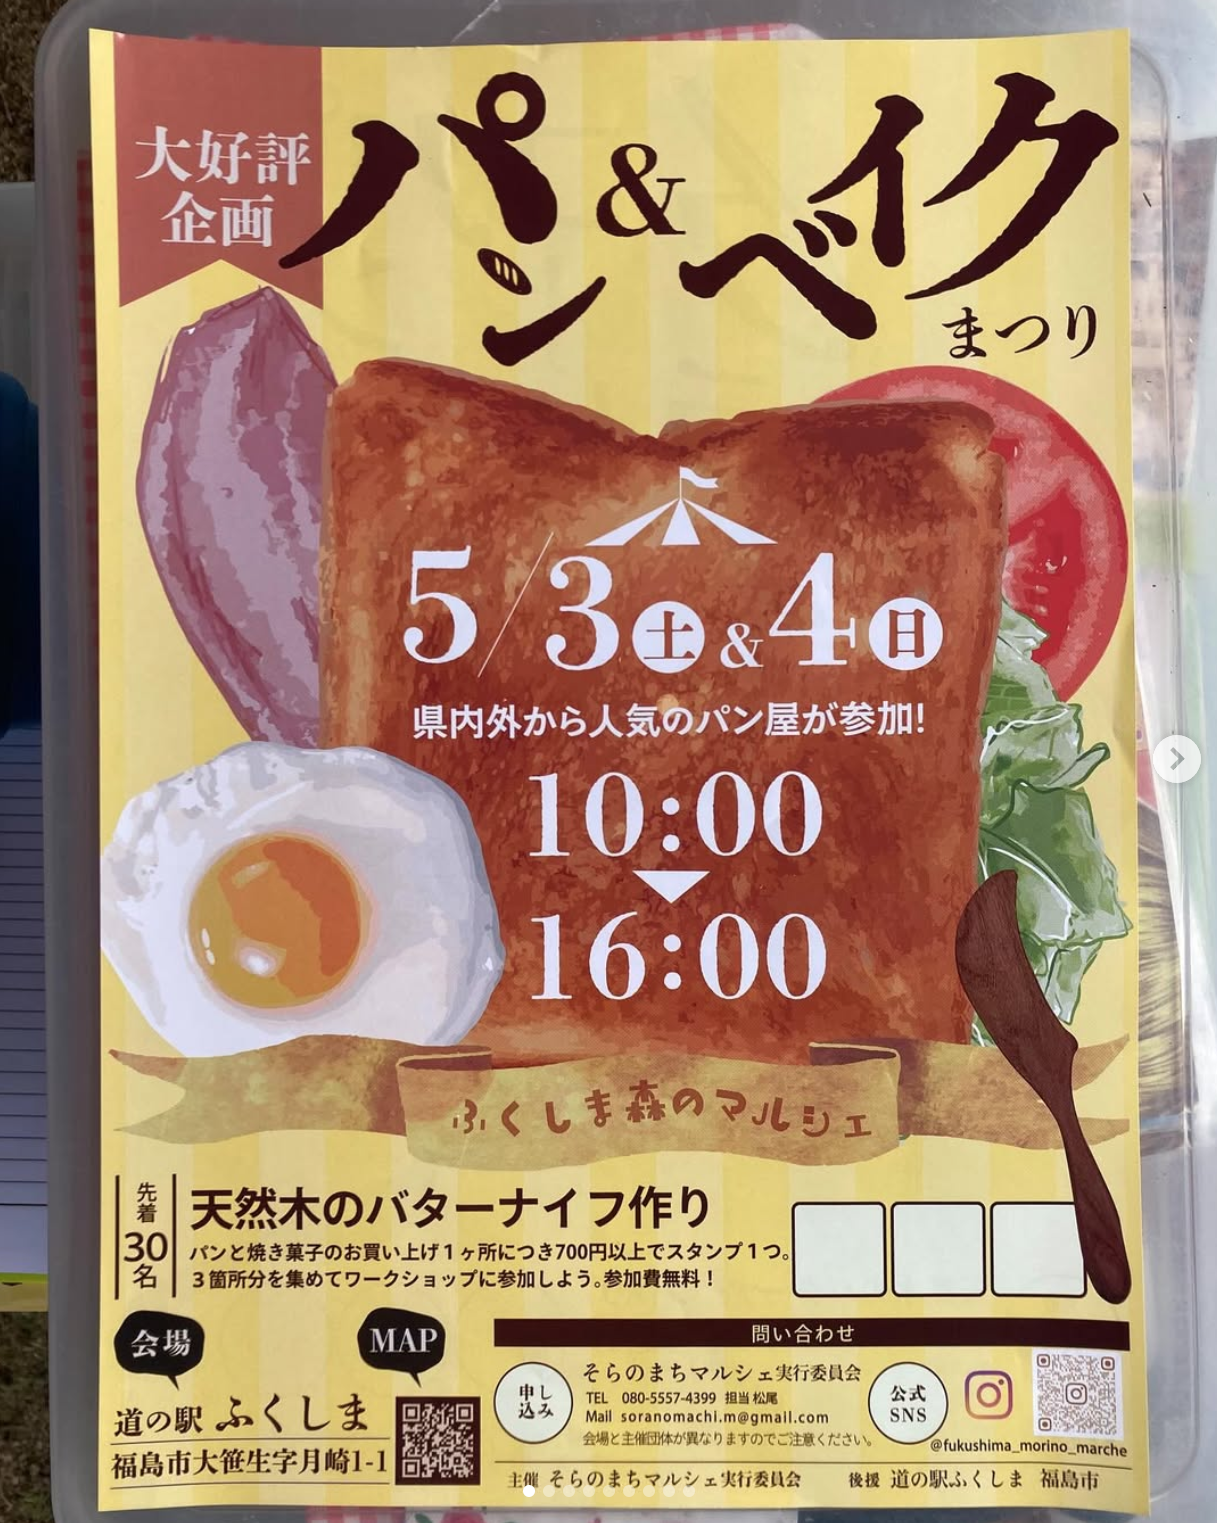 大好評
企画
パン&ベイク
まつり
5/3土&4日
県内外から人気のパン屋が参加!
10:00
16:00
ふくしま森のマルシェ
先着
30
名
天然木のバターナイフ作り
パンと焼き菓子のお買い上げ1ヶ所につき700円以上でスタンプ1つ。
3箇所分を集めてワークショップに参加しよう。参加費無料!
会場
MAP
道の駅 ふくしま
福島市大笹生字月崎1-1
問い合わせ
申し
込み
そらのまちマルシェ実行委員会
TEL 080-5557-4399 担当 松尾
Mail soranomachi.m@gmail.com
会場と主催団体が異なりますのでご注意ください。
公式
SNS
@fukushima_morino_marche
主催 そらのまちマルシェ実行委員会 後援 道の駅ふくしま 福島市